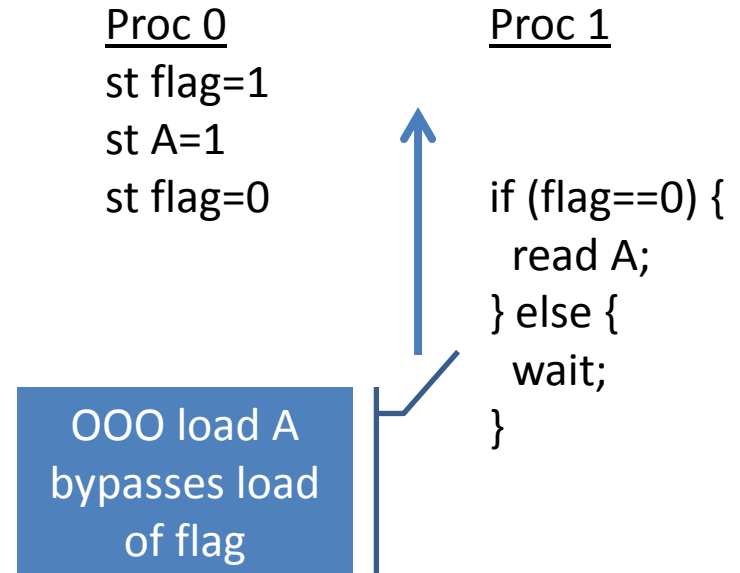 Proc 0
st flag=1
st A=1
st flag=0
Proc 1
if (flag==0) {
read A;
} else {
wait;
}
OOO load A
bypasses load
of flag